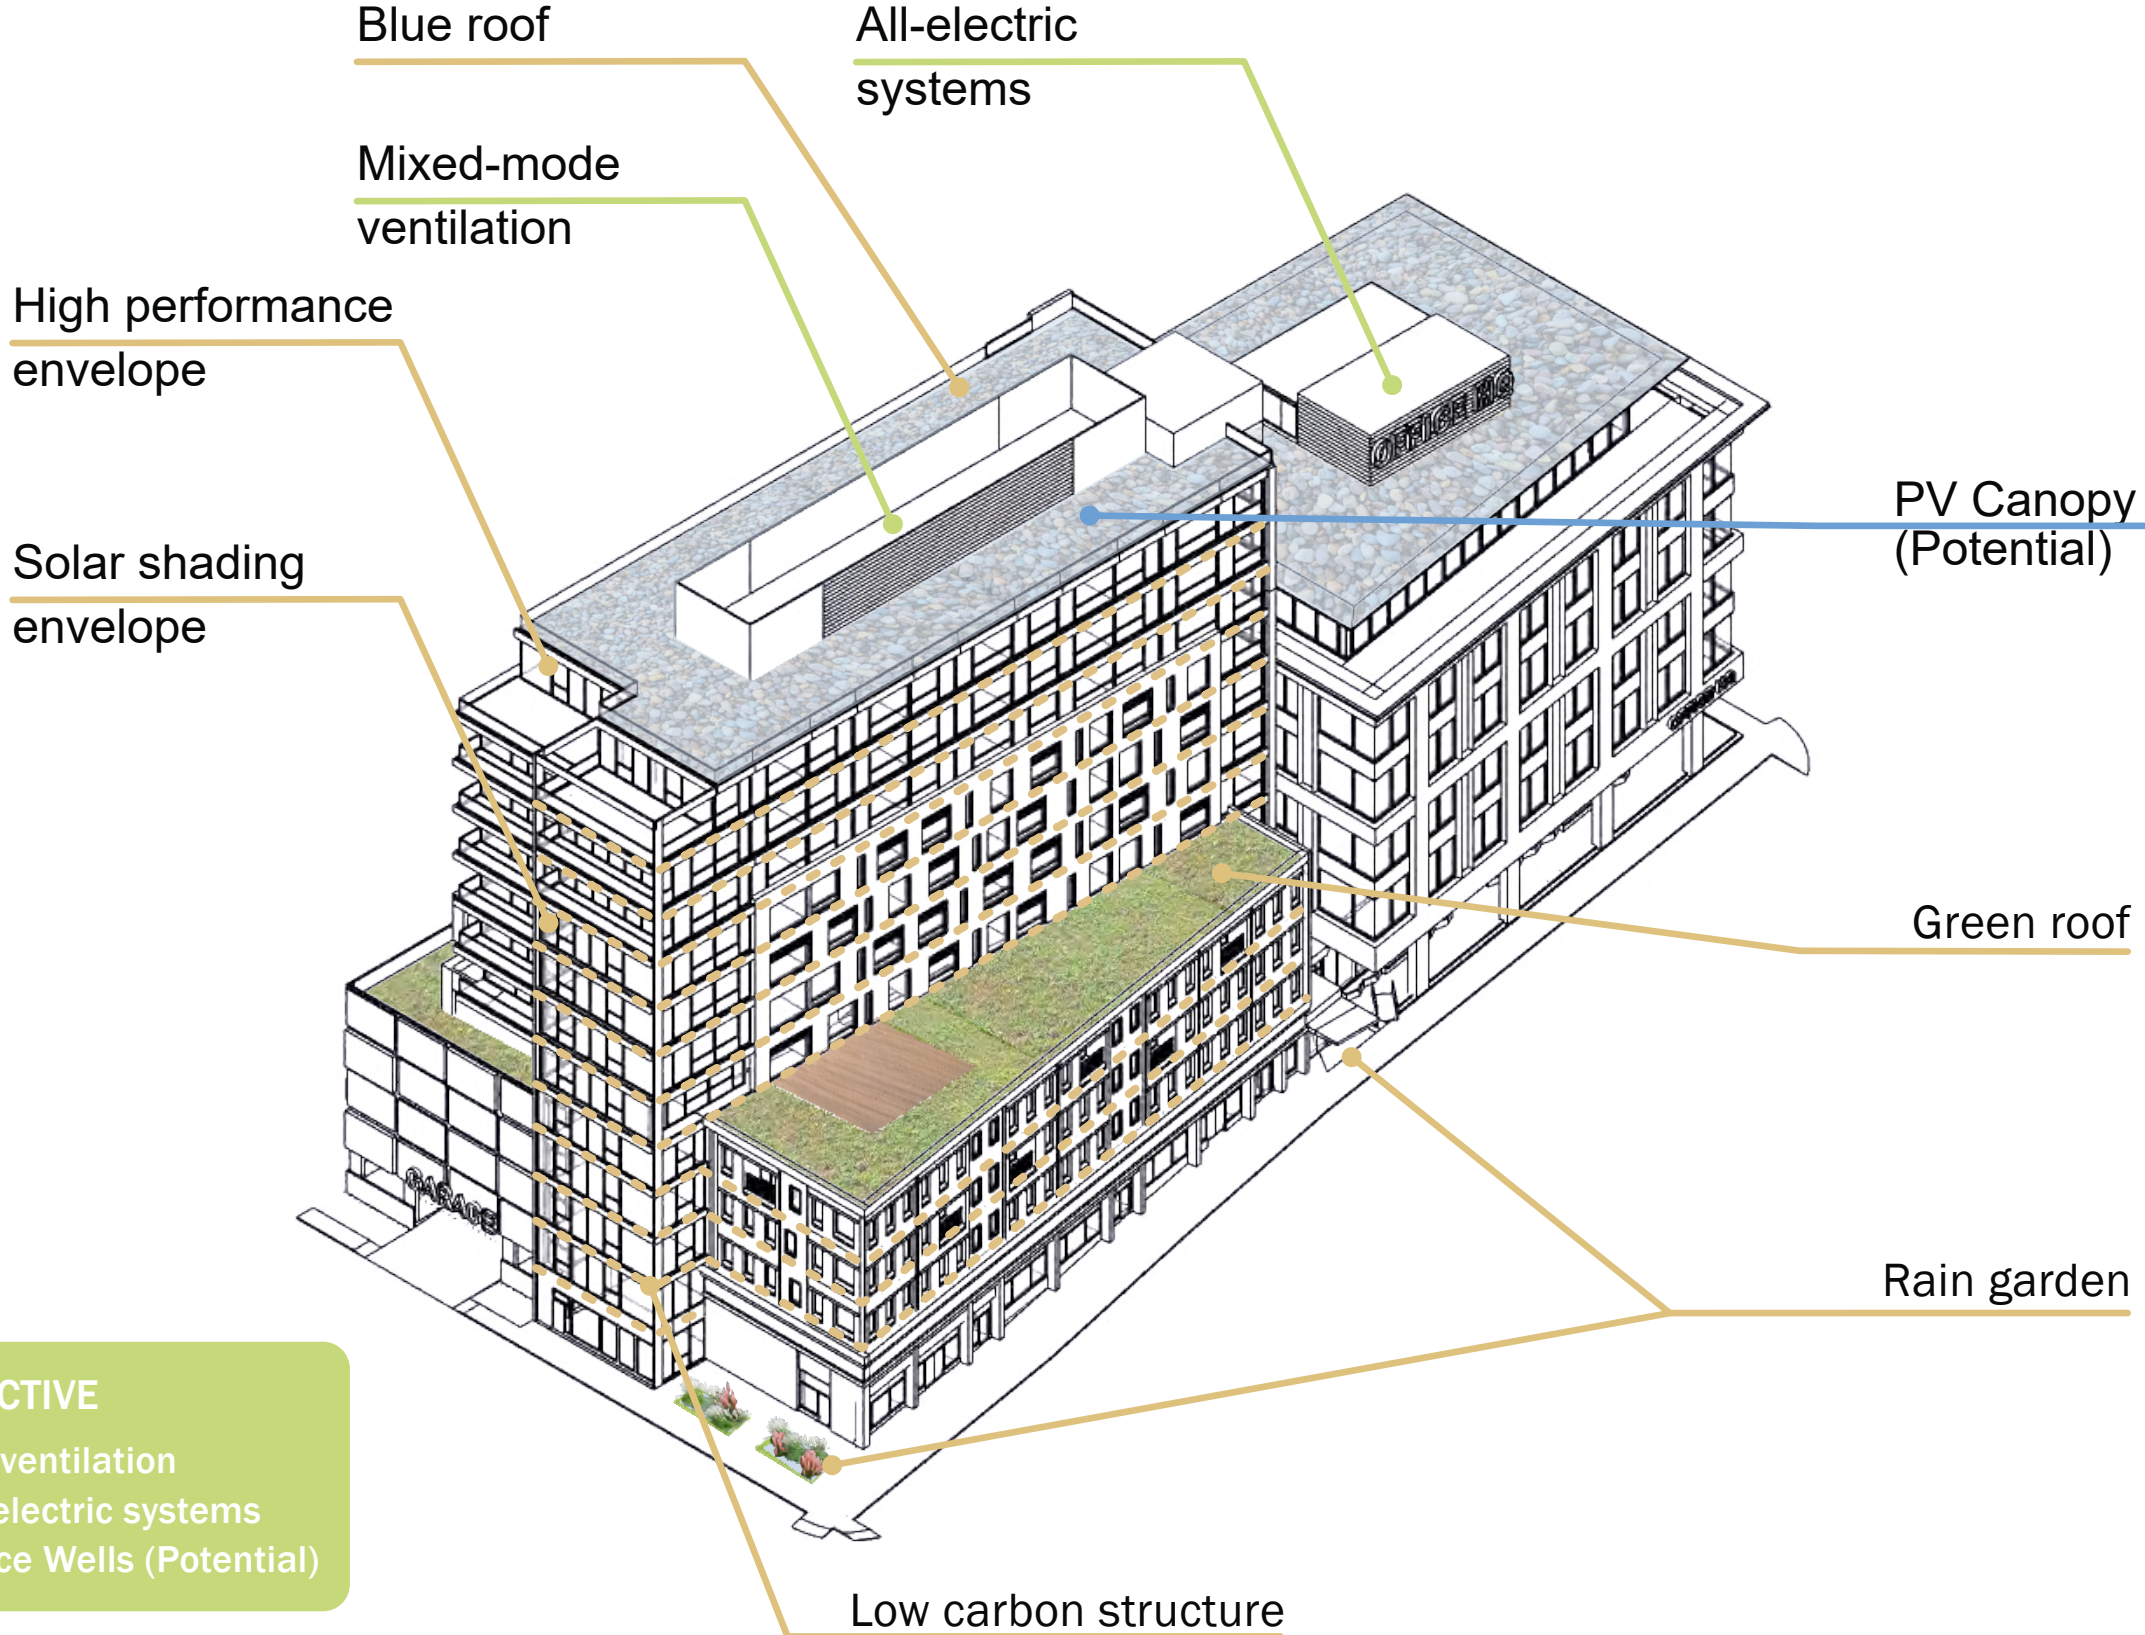 Blue roof
All-electric
systems
Mixed-mode
ventilation
High performance
envelope
Solar shading
envelope
OFFICE HQ
PV Canopy
(Potential)
Green roof
GARAGE
Rain garden
CTIVE
ventilation
electric systems
ce Wells (Potential)
Low carbon structure